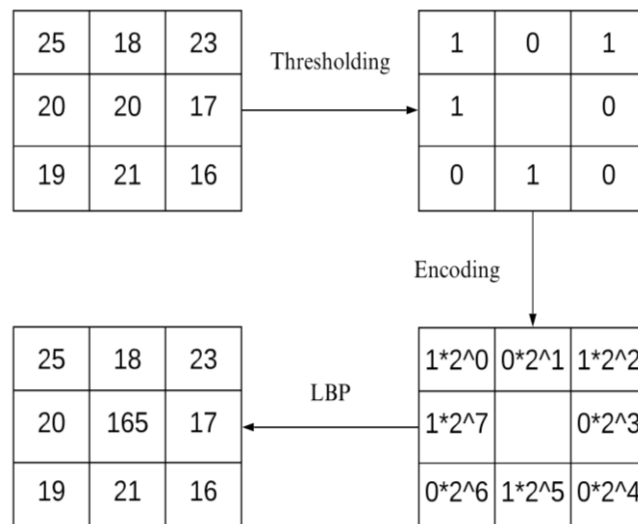 25 18 23 1 0 1
Thresholding
20 20 17 1 0
19 21 16 0 1 0
Encoding
25 18 23 1*2^0 0*2^1 1*2^2
LBP
20 165 17 1*2^7 0*2^3
19 21 16 0*2^6 1*2^5 0*2^4